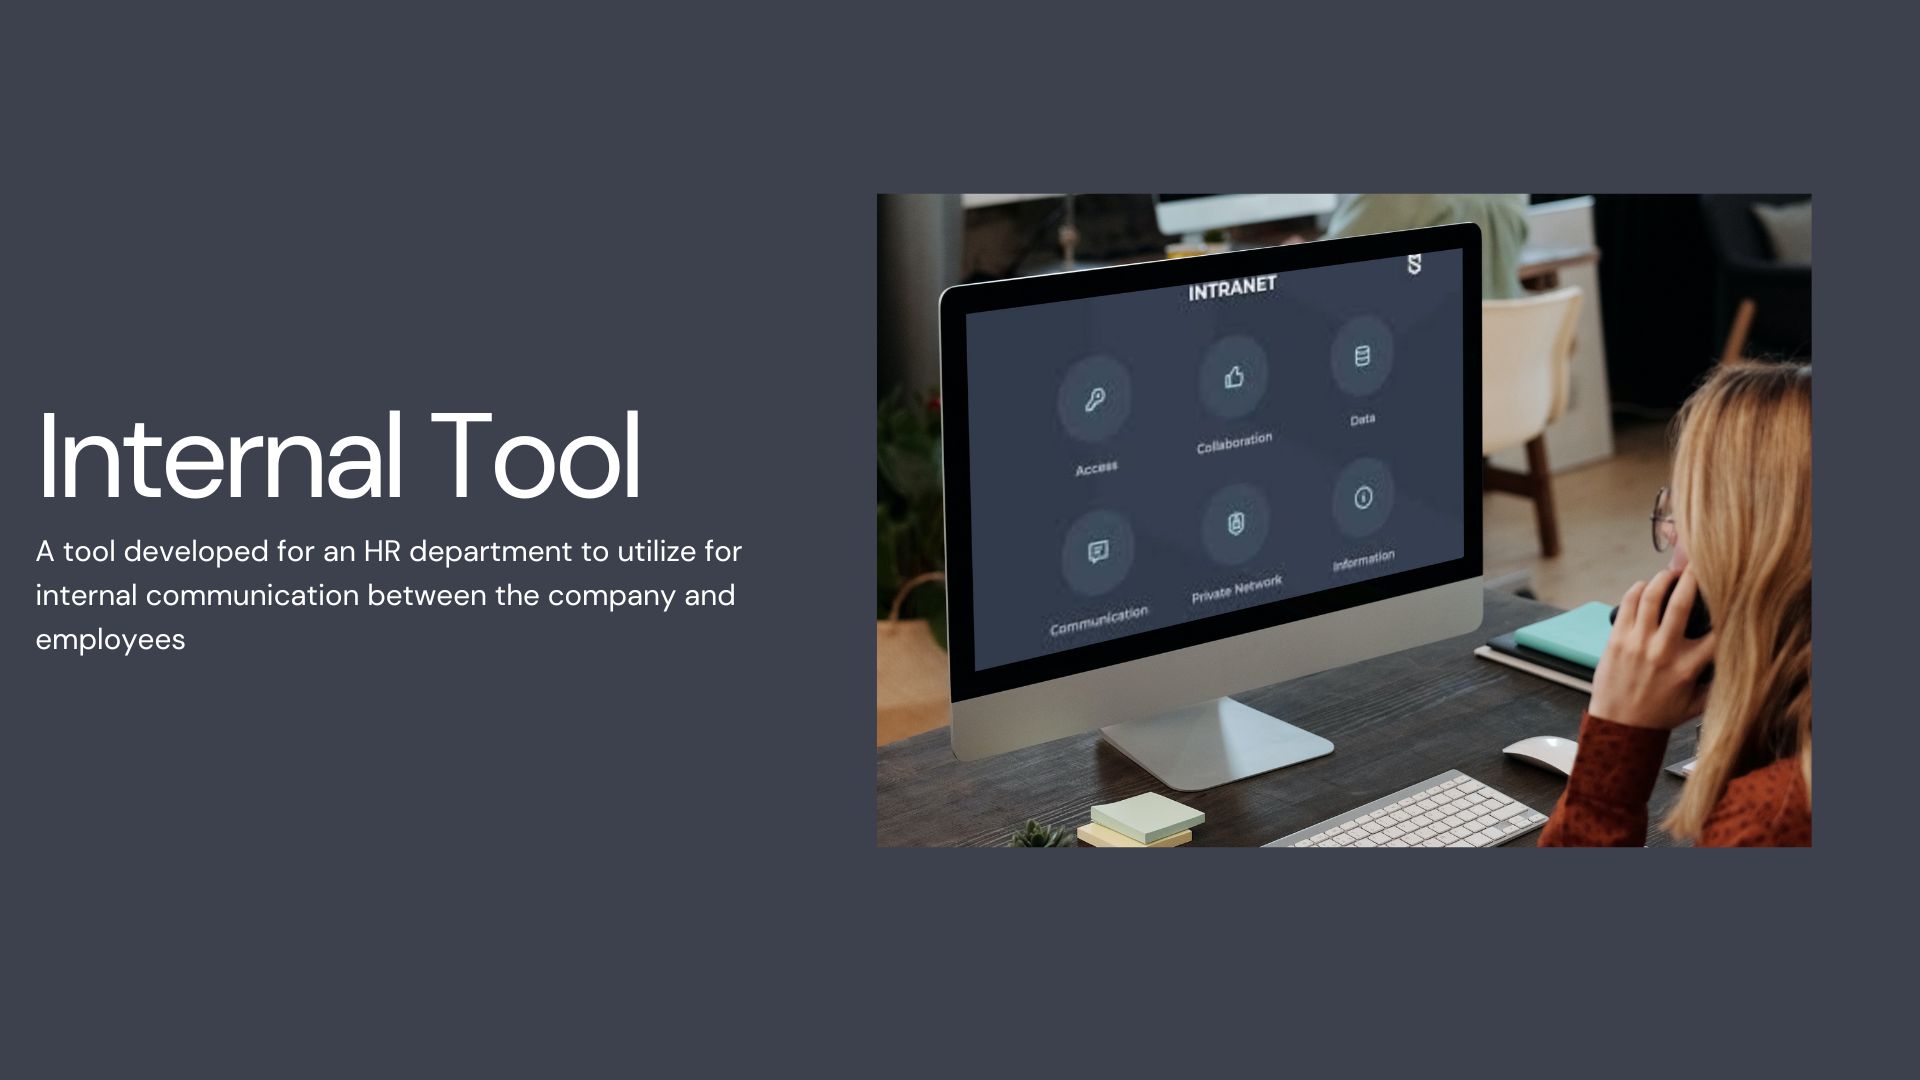 Internal Tool
A tool developed for an HR department to utilize for
internal communication between the company and
employees
INTRANET
Access
Collaboration
Data
Communication
Private Network
Information